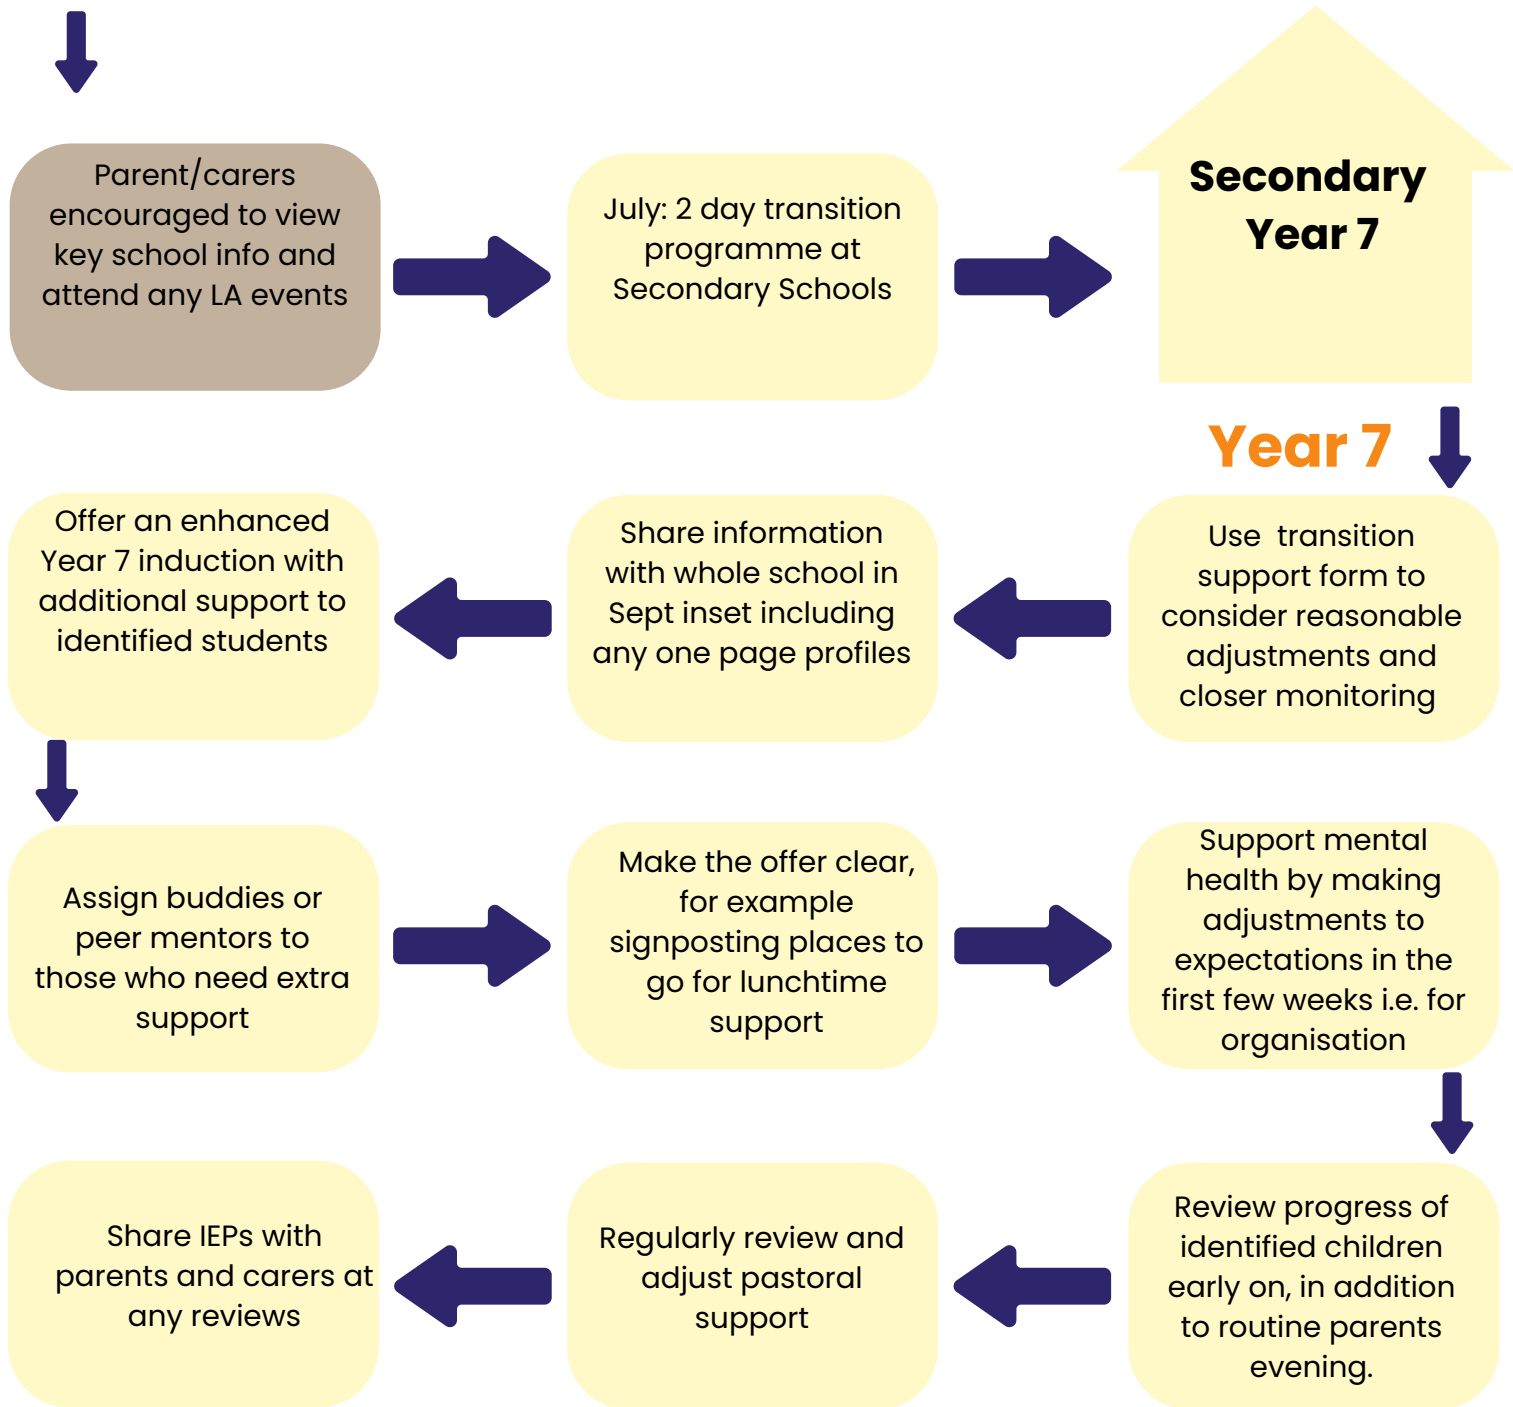 Parent/carers
encouraged to view
key school info and
attend any LA events
July: 2 day transition
programme at
Secondary Schools
Secondary
Year 7
Year 7
Use transition
support form to
consider reasonable
adjustments and
closer monitoring
Share information
with whole school in
Sept inset including
any one page profiles
Offer an enhanced
Year 7 induction with
additional support to
identified students
Assign buddies or
peer mentors to
those who need extra
support
Make the offer clear,
for example
signposting places to
go for lunchtime
support
Support mental
health by making
adjustments to
expectations in the
first few weeks i.e. for
organisation
Review progress of
identified children
early on, in addition
to routine parents
evening.
Regularly review and
adjust pastoral
support
Share IEPs with
parents and carers at
any reviews